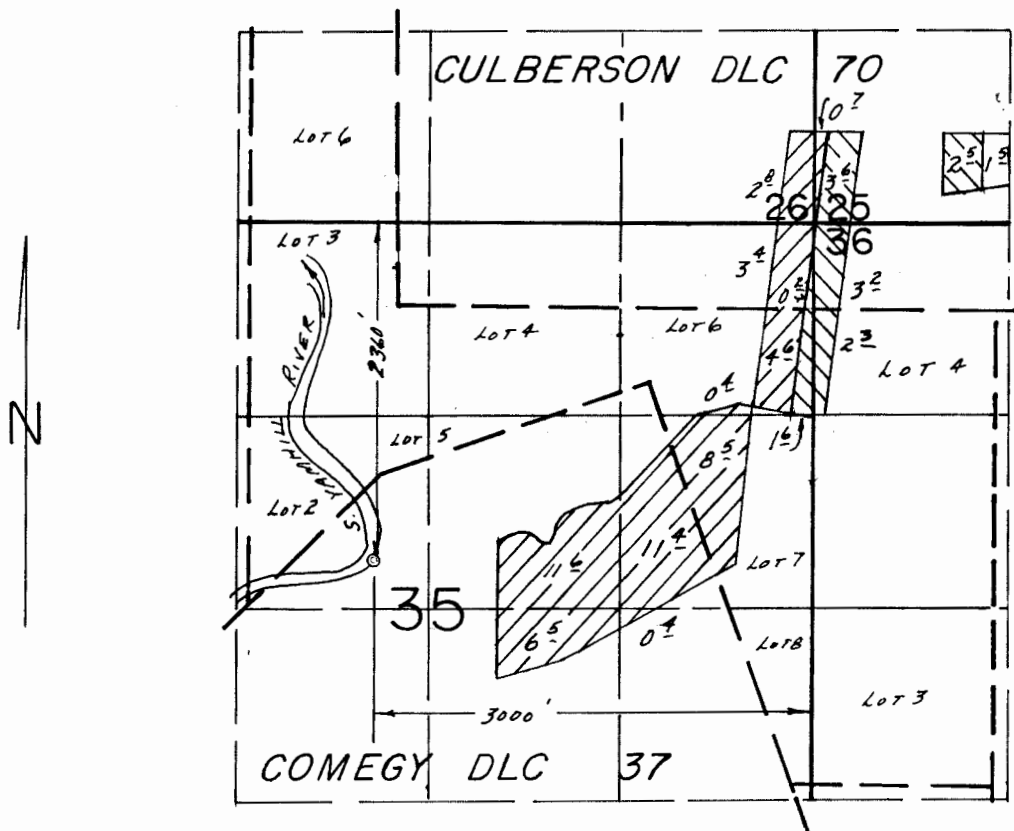 CULBERSON DLC 70
LOT 6
0 7
2 8
3 6
2 5
1 5
26 25
36
LOT 3
3 4
0 2
3 2
N
RIVER
2360'
LOT 4
LOT 6
4 6
2 3
LOT 4
0 4
LOT 5
1 6
S. YAMHILL
8 5
LOT 2
11 6
11 4
LOT 7
35
6 5
0 4
LOT 8
LOT 3
3000'
COMEGY DLC 37